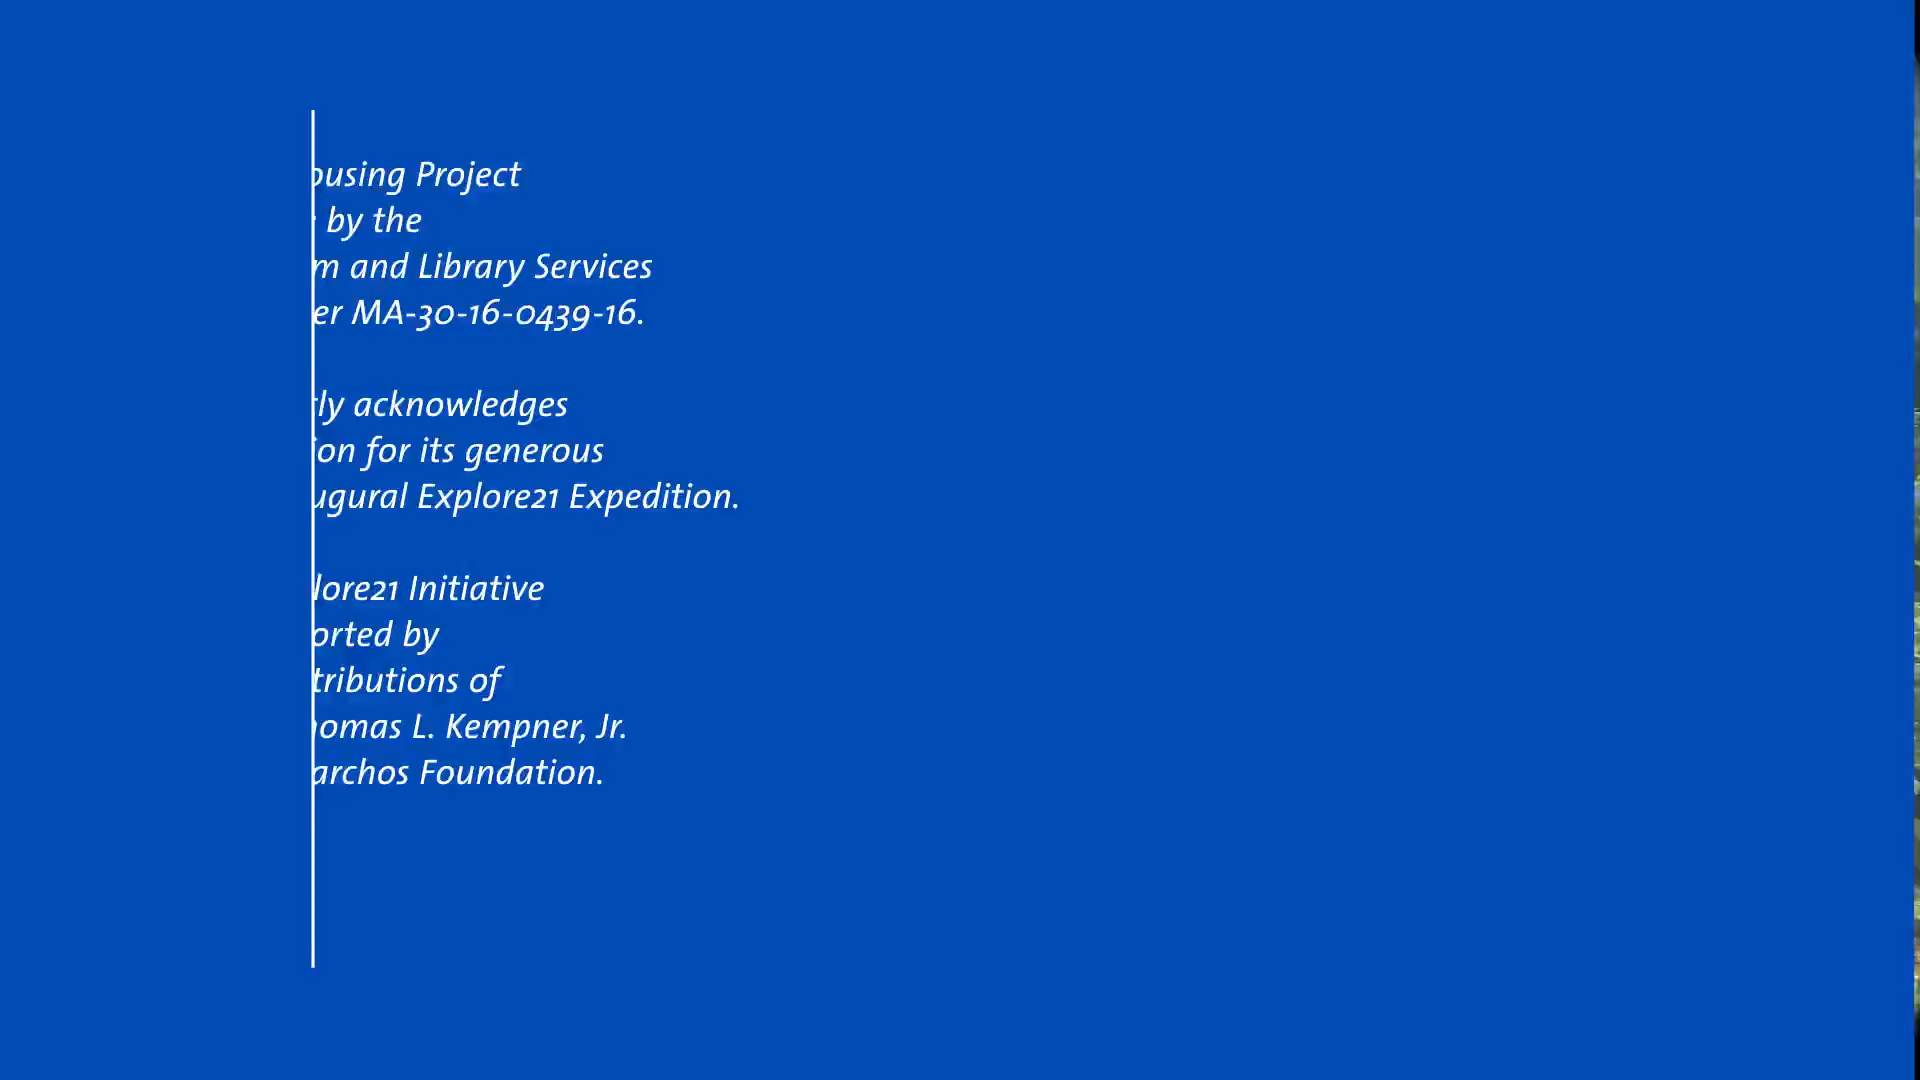 ousing Project
by the
m and Library Services
er MA-30-16-0439-16.
ly acknowledges
ion for its generous
ugural Explore21 Expedition.
lore21 Initiative
orted by
tributions of
homas L. Kempner, Jr.
archos Foundation.